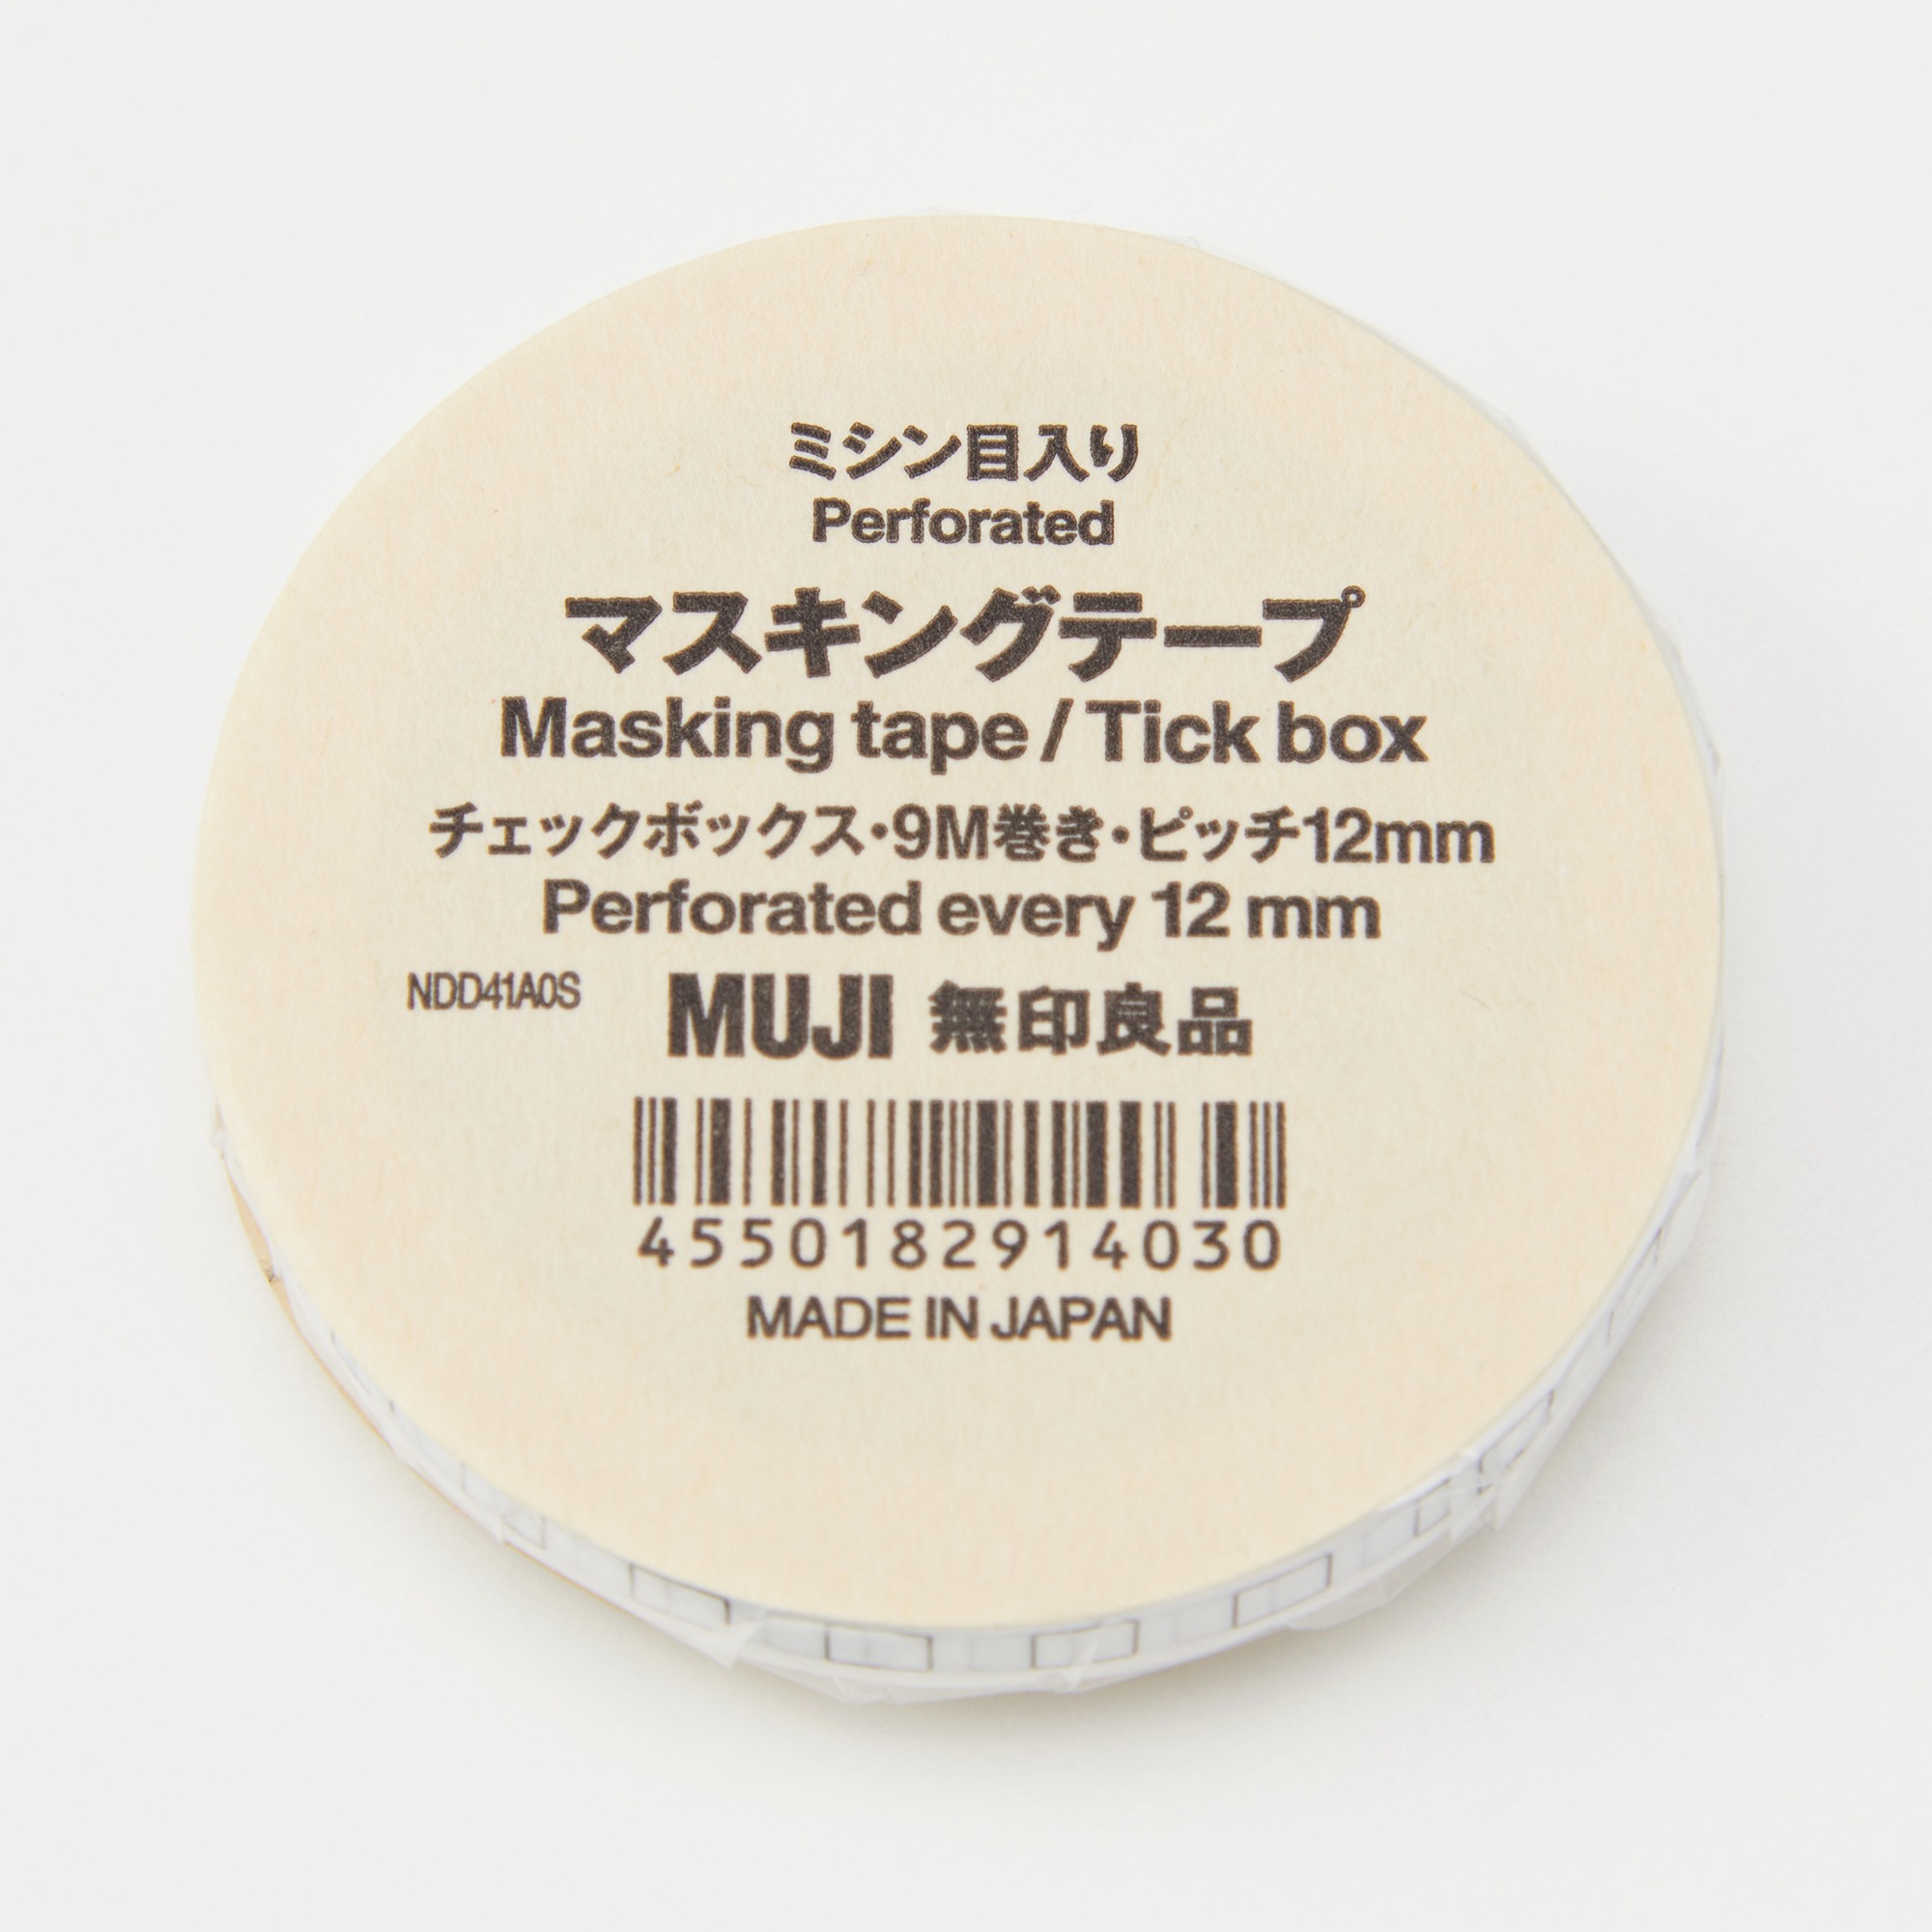 ミシン目入り
Perforated
マスキングテープ
Masking tape / Tick box
チェックボックス・9M巻き・ピッチ12mm
Perforated every 12 mm
NDD41A0S
MUJI 無印良品
4550182914030
MADE IN JAPAN